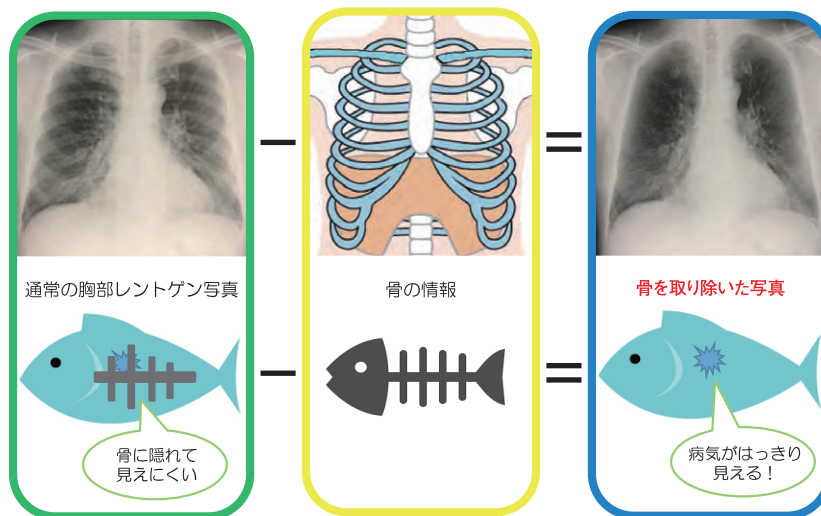 通常の胸部レントゲン写真
骨の情報
骨を取り除いた写真
骨に隠れて
見えにくい
病気がはっきり
見える！